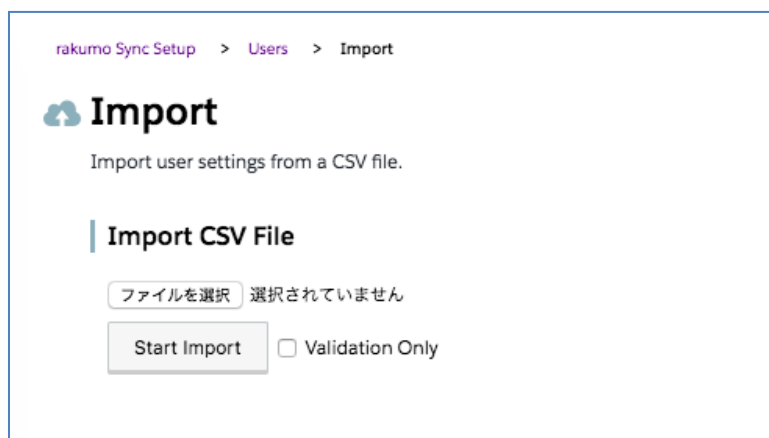 rakumo Sync Setup > Users > Import
Import
Import user settings from a CSV file.
Import CSV File
ファイルを選択 選択されていません
Start Import Validation Only